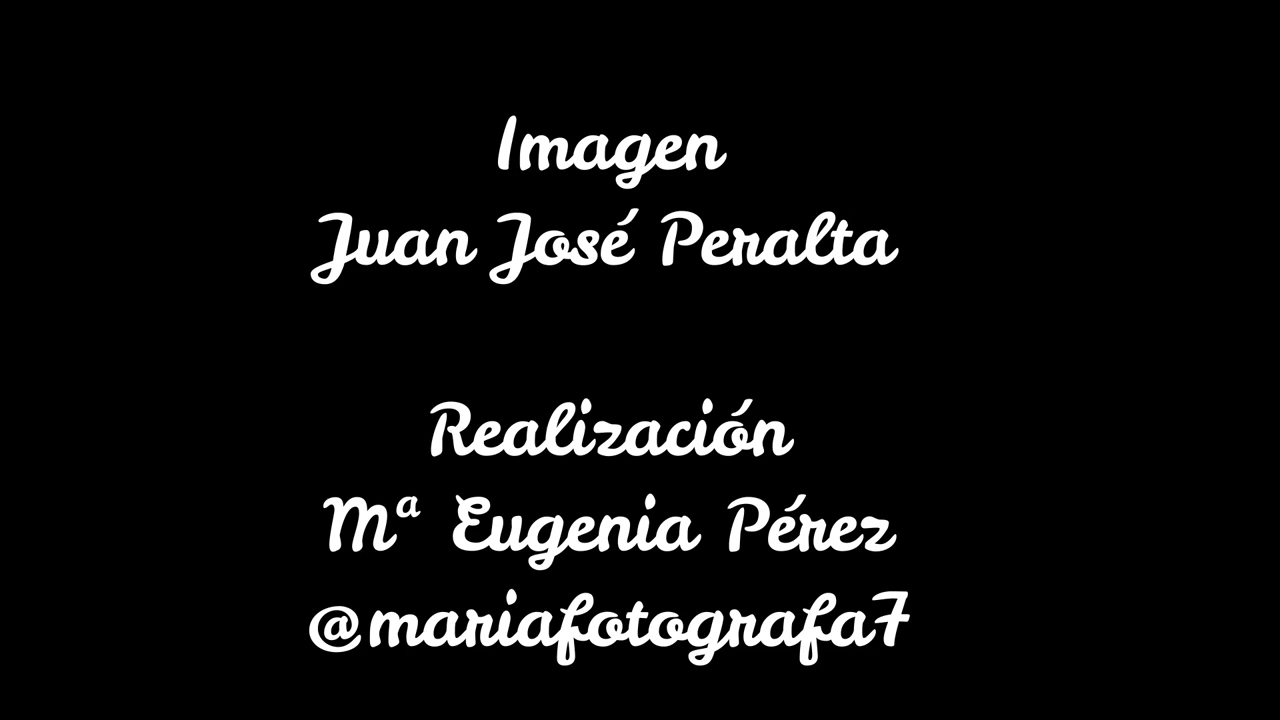 Imagen
Juan José Peralta
Realización
Mª Eugenia Pérez
@mariafotografa7